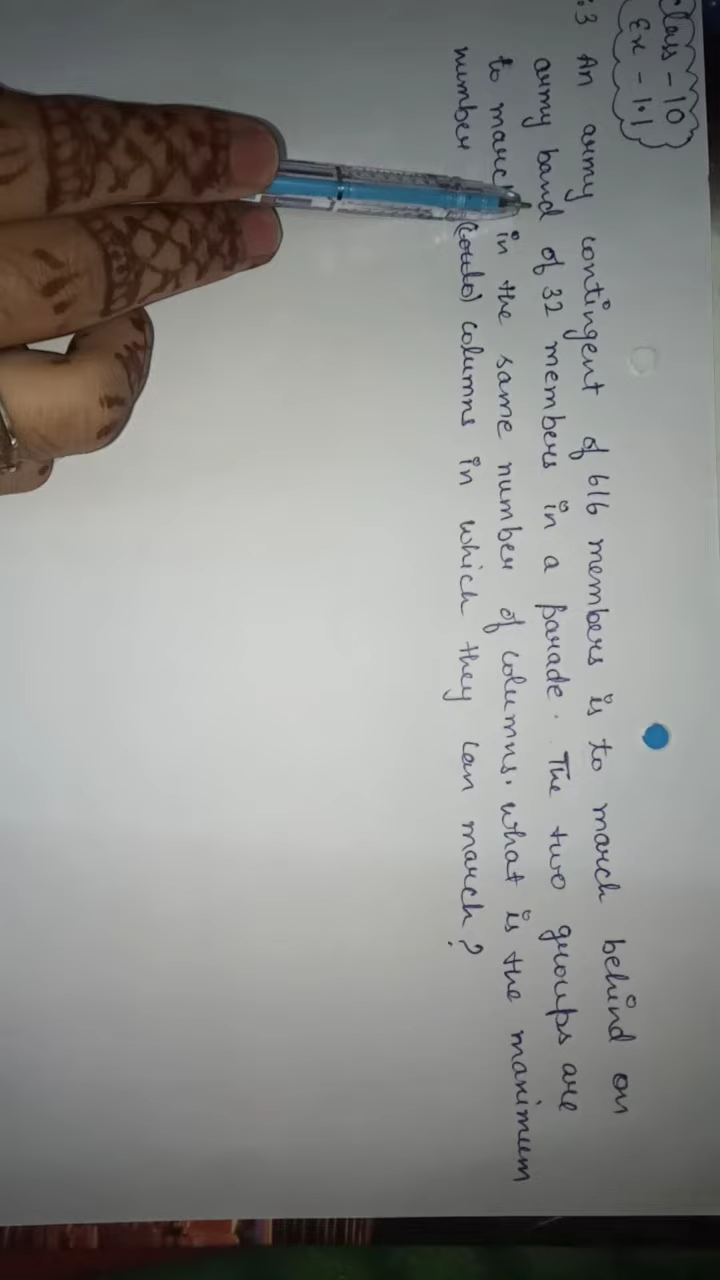 Class - 10
Ex - 1.1
:3 An army contingent of 616 members is to march behind an
army band of 32 members in a parade. The two groups are
to march in the same number of columns. what is the maximum
number columns in which they can march?